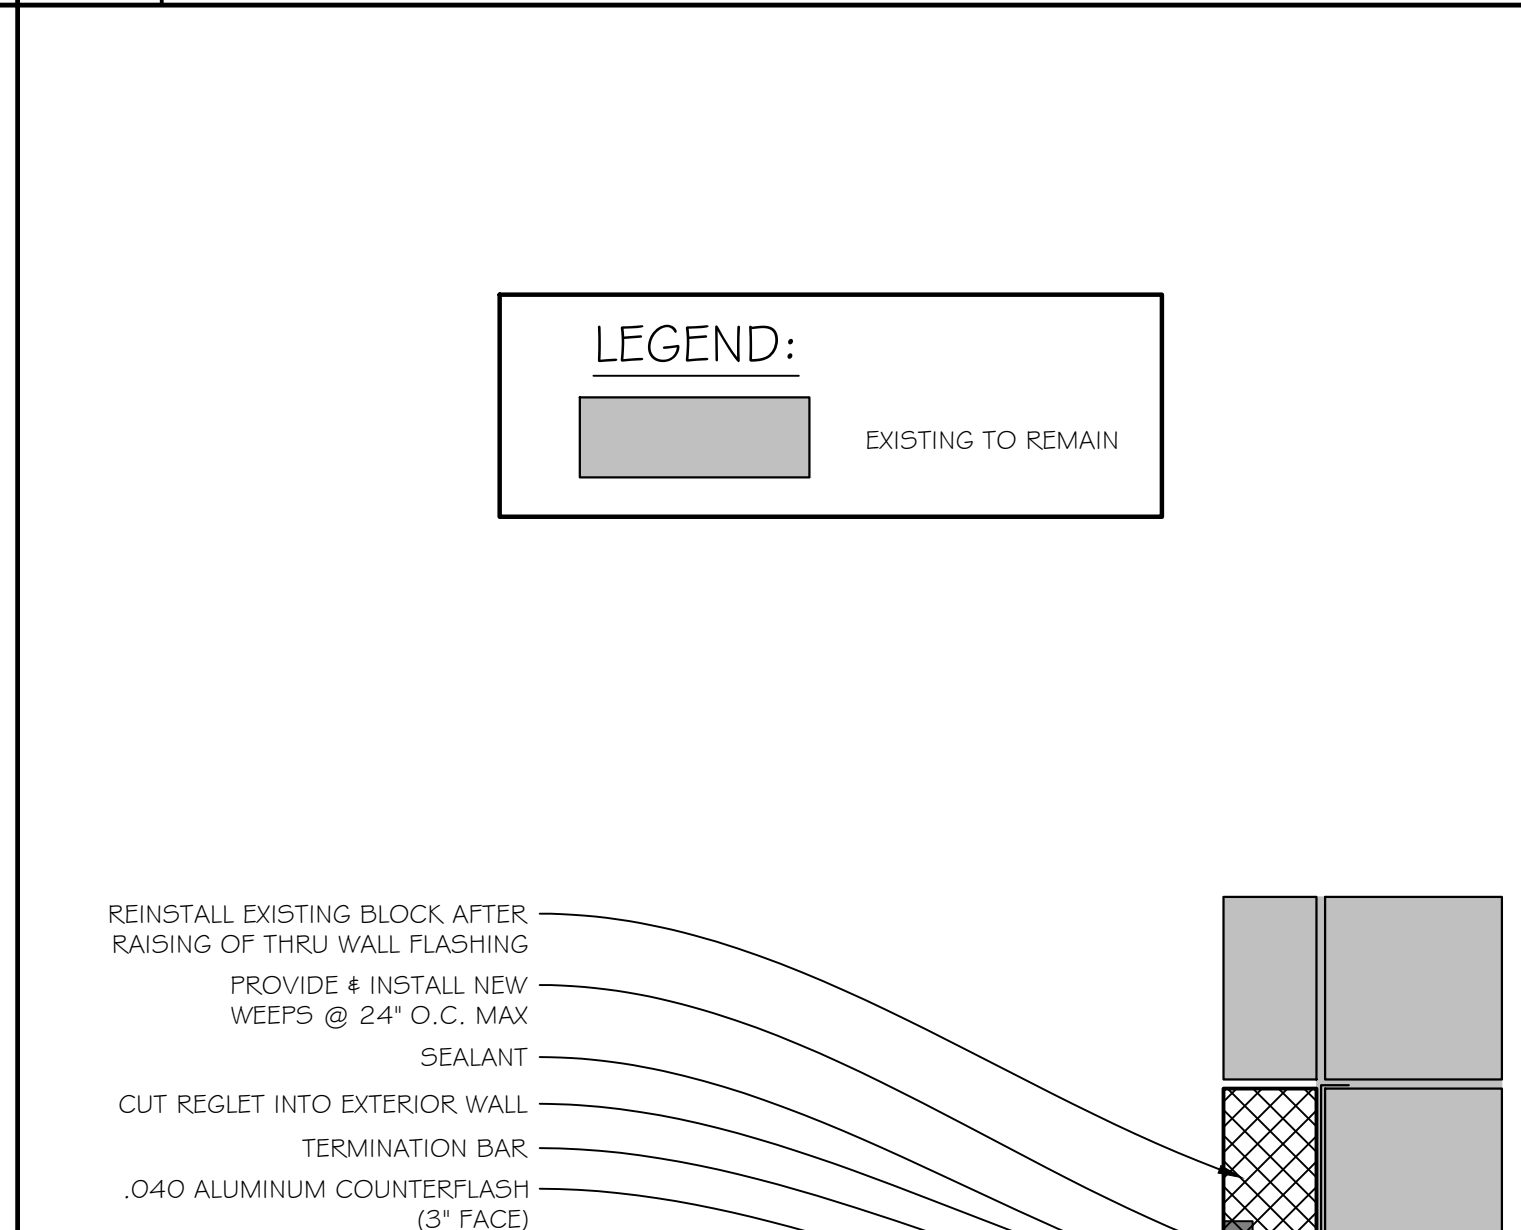 LEGEND:
EXISTING TO REMAIN
REINSTALL EXISTING BLOCK AFTER
RAISING OF THRU WALL FLASHING
PROVIDE & INSTALL NEW
WEEPS @ 24" O.C. MAX
SEALANT
CUT REGLET INTO EXTERIOR WALL
TERMINATION BAR
.040 ALUMINUM COUNTERFLASH
(3" FACE)